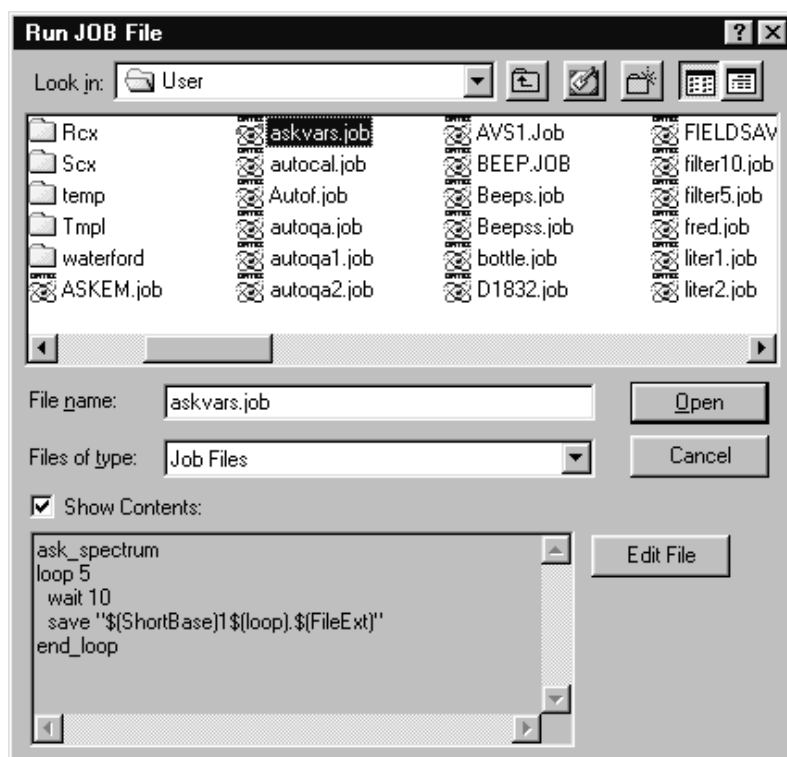 Run JOB File
Look in: User
Rcx askvars.job AVS1.Job FIELDSAV
Scx autocal.job BEEP.JOB filter10.job
temp Autof.job Beeps.job filter5.job
Tmpl autoqa.job Beepss.job fred.job
waterford autoqa1.job bottle.job liter1.job
ASKEM.job autoqa2.job D1832.job liter2.job
File name: askvars.job Open
Files of type: Job Files Cancel
Show Contents:
ask_spectrum Edit File
loop 5
wait 10
save "$(ShortBase)1$(loop).$(FileExt)"
end_loop